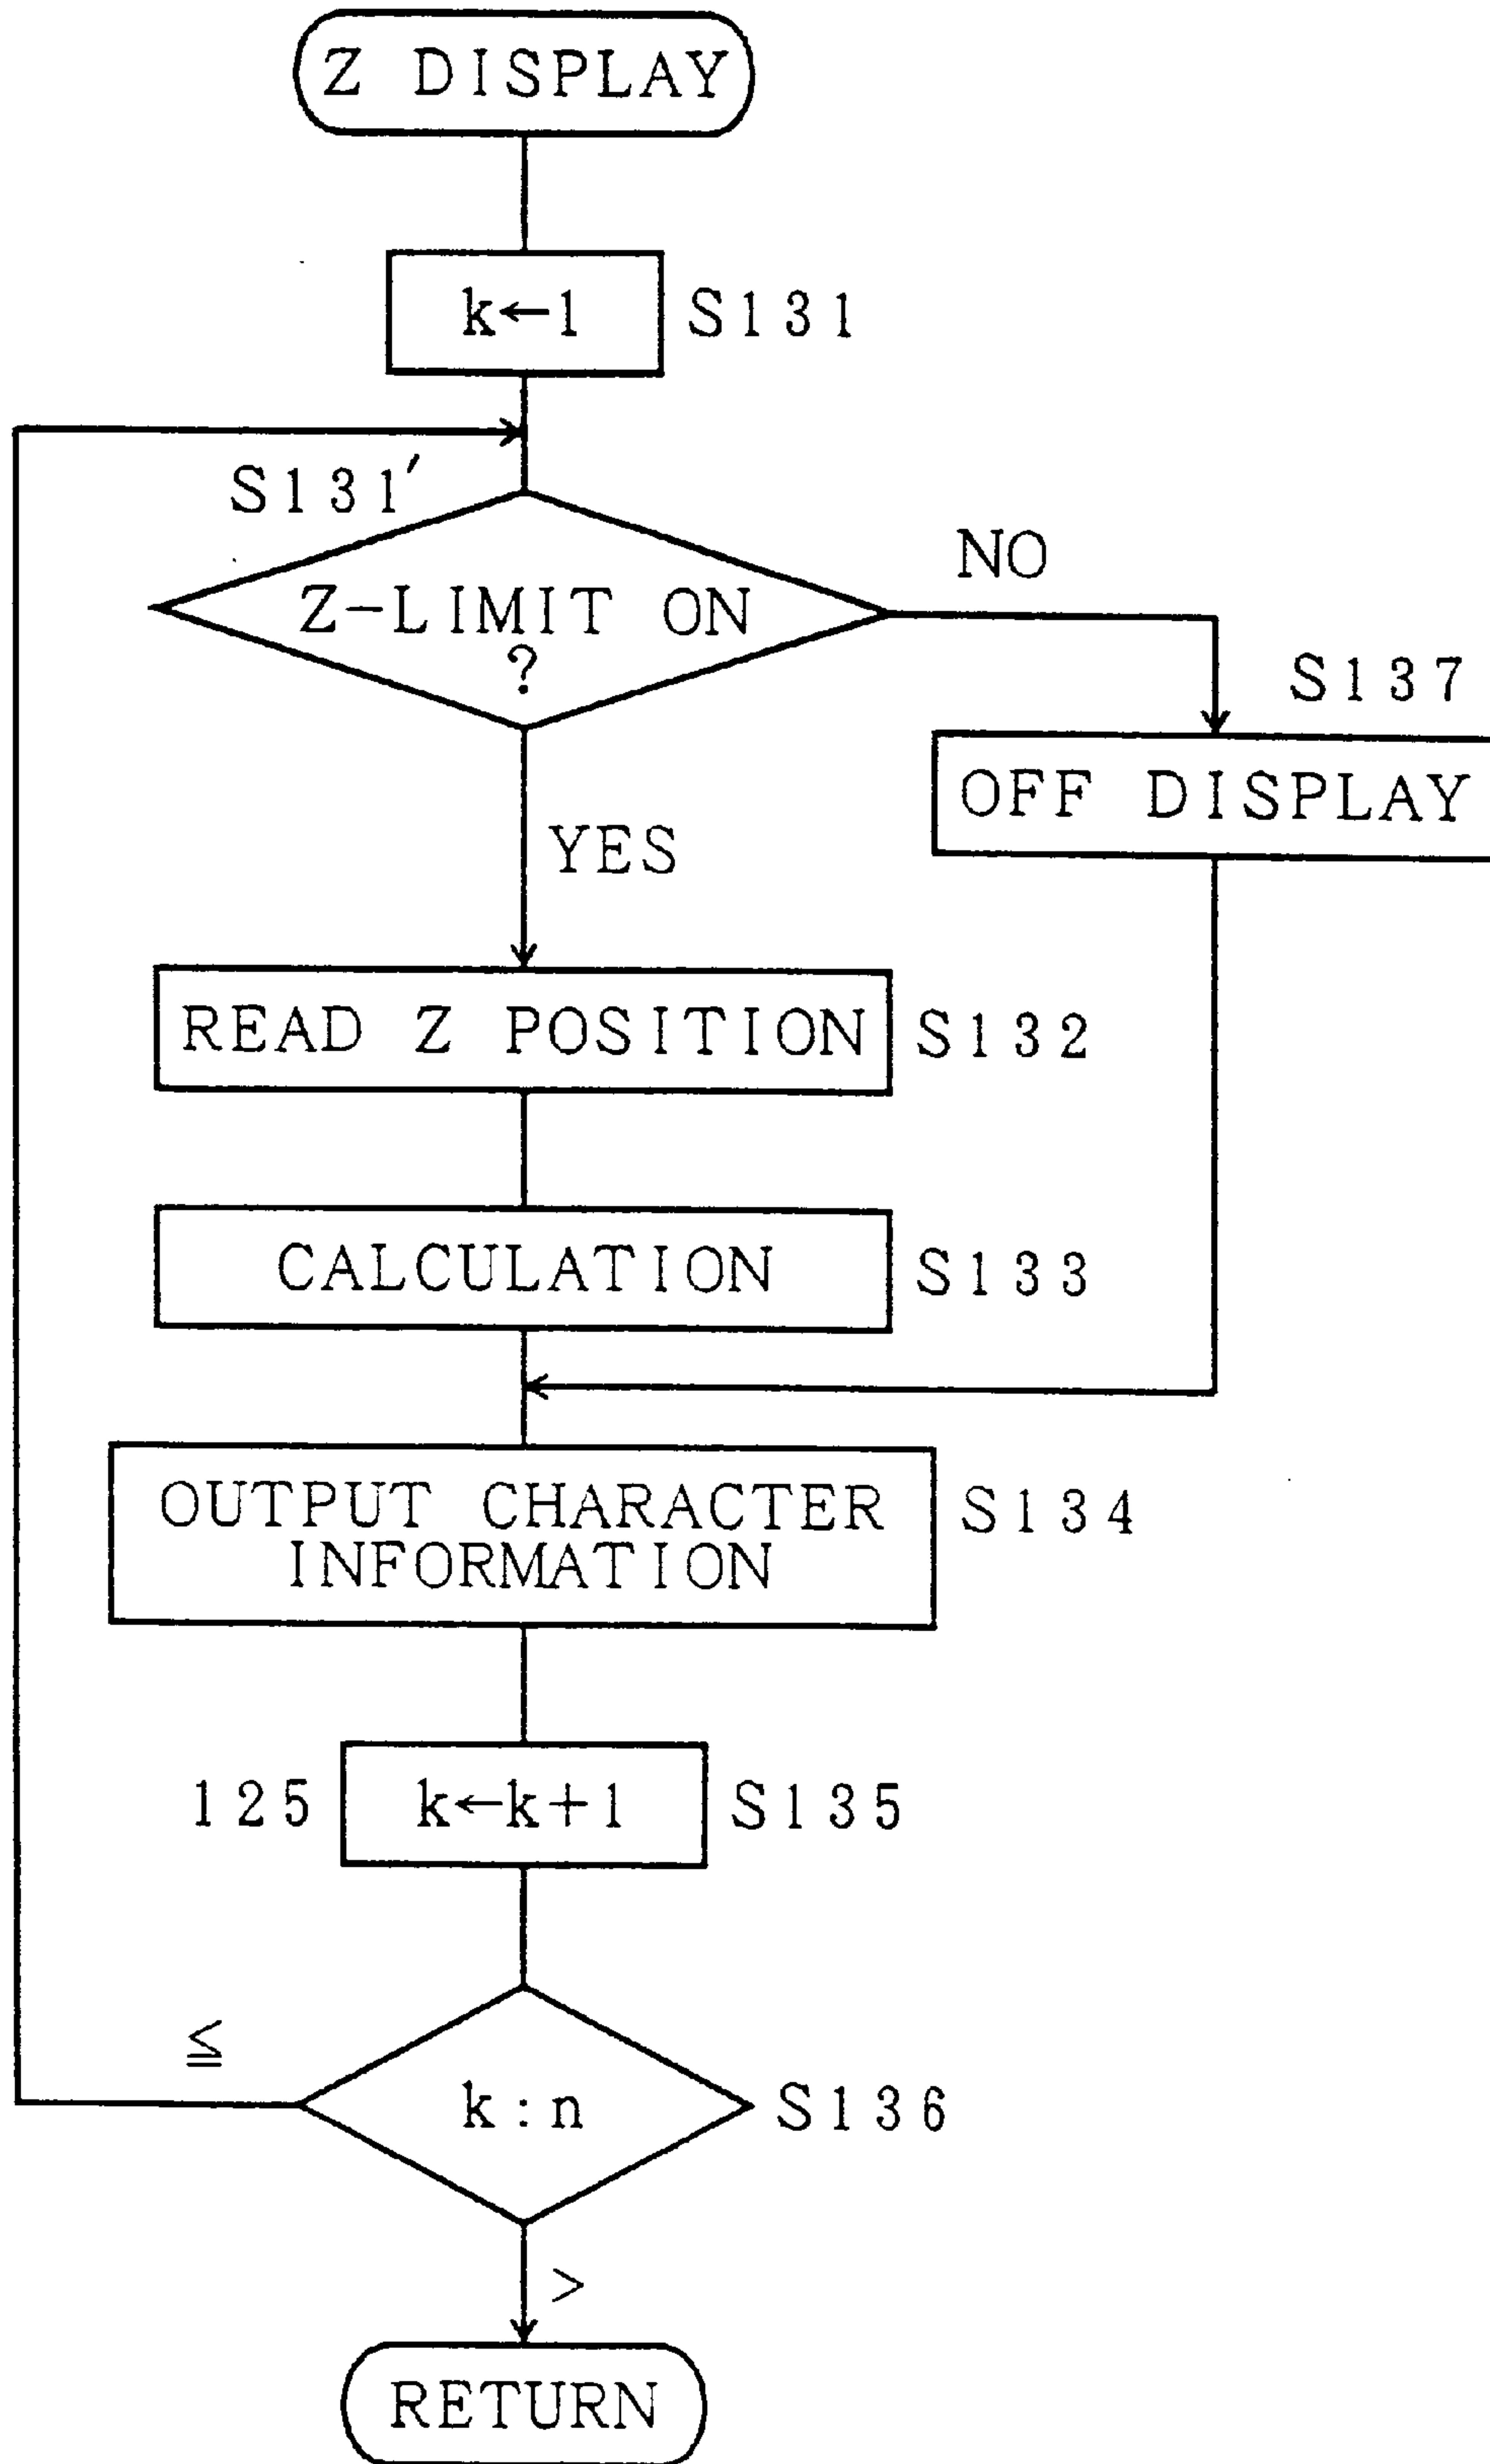 Z DISPLAY
k←1 S131
S131′
Z-LIMIT ON
?
NO
S137
OFF DISPLAY
YES
READ Z POSITION S132
CALCULATION S133
OUTPUT CHARACTER S134
INFORMATION
125 k←k+1 S135
≦
k:n S136
>
RETURN